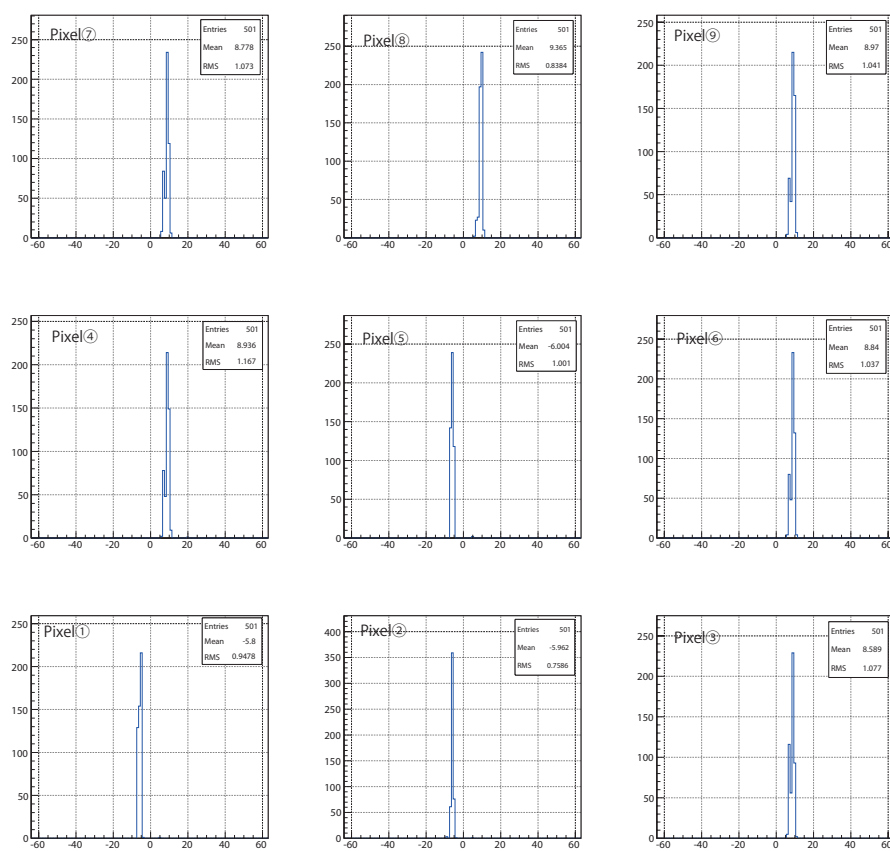 Pixel⑦
Entries 501
Mean 8.778
RMS 1.073
250
200
150
100
50
0
-60 -40 -20 0 20 40 60
Pixel⑧
Entries 501
Mean 9.365
RMS 0.8384
300
250
200
150
100
50
0
-60 -40 -20 0 20 40 60
Pixel⑨
Entries 501
Mean 8.97
RMS 1.041
250
200
150
100
50
0
-60 -40 -20 0 20 40 60
Pixel④
Entries 501
Mean 8.936
RMS 1.167
250
200
150
100
50
0
-60 -40 -20 0 20 40 60
Pixel⑤
Entries 501
Mean -6.004
RMS 1.001
250
200
150
100
50
0
-60 -40 -20 0 20 40 60
Pixel⑥
Entries 501
Mean 8.84
RMS 1.037
250
200
150
100
50
0
-60 -40 -20 0 20 40 60
Pixel①
Entries 501
Mean -5.8
RMS 0.9478
250
200
150
100
50
0
-60 -40 -20 0 20 40 60
Pixel②
Entries 501
Mean -5.962
RMS 0.7586
400
350
300
250
200
150
100
50
0
-60 -40 -20 0 20 40 60
Pixel③
Entries 501
Mean 8.589
RMS 1.077
250
200
150
100
50
0
-60 -40 -20 0 20 40 60